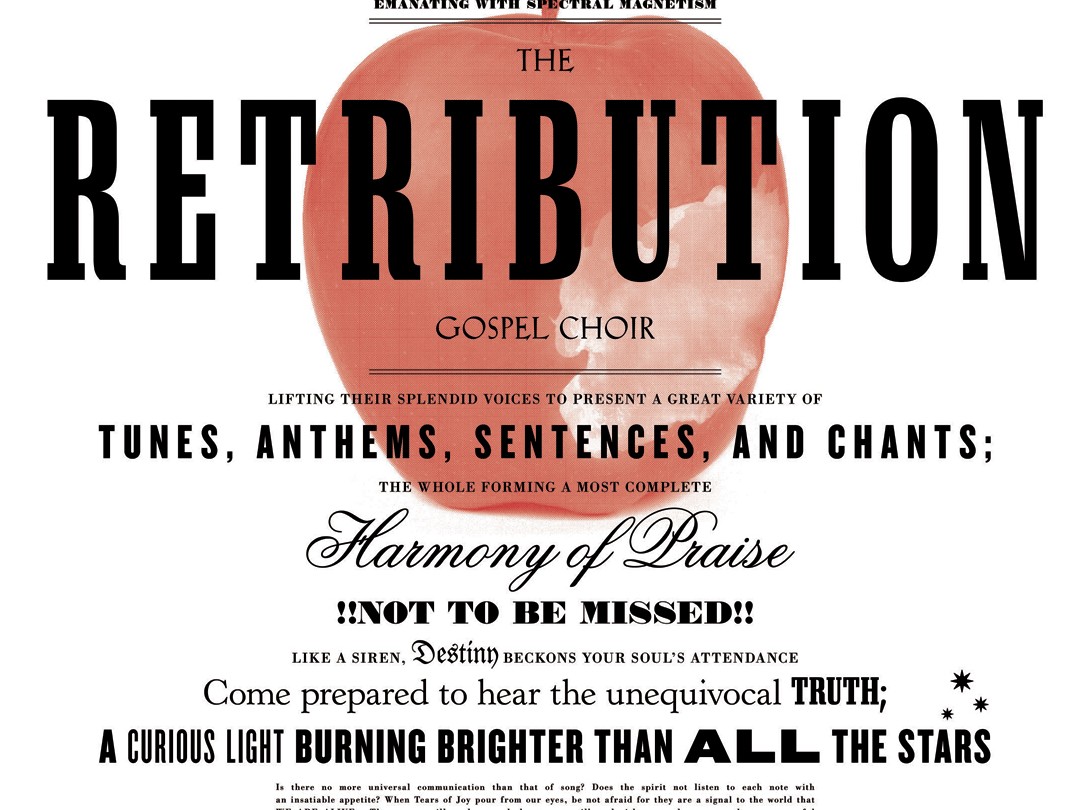 EMANATING WITH SPECTRAL MAGNETISM
THE
RETRIBUTION
GOSPEL CHOIR
LIFTING THEIR SPLENDID VOICES TO PRESENT A GREAT VARIETY OF
TUNES, ANTHEMS, SENTENCES, AND CHANTS;
THE WHOLE FORMING A MOST COMPLETE
Harmony of Praise
!!NOT TO BE MISSED!!
LIKE A SIREN, Destiny BECKONS YOUR SOUL'S ATTENDANCE
Come prepared to hear the unequivocal TRUTH;
A CURIOUS LIGHT BURNING BRIGHTER THAN ALL THE STARS
Is there no more universal communication than that of song? Does the spirit not listen to each note with
an insatiable appetite? When Tears of Joy pour from our eyes, be not afraid for they are a signal to the world that